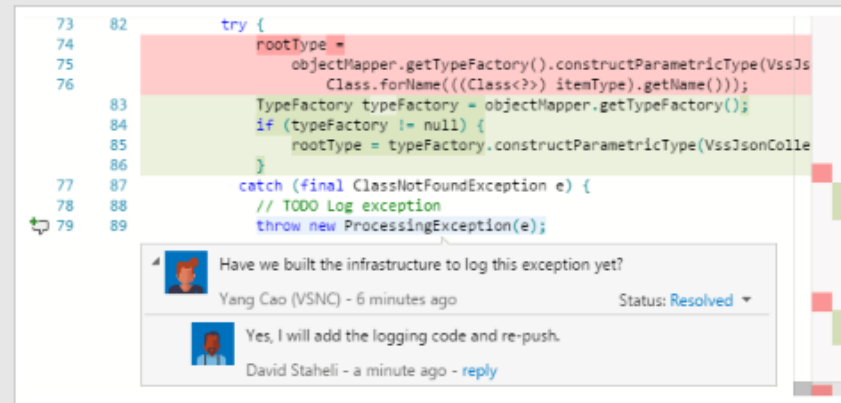 73 82 try {
74 rootType =
75 objectMapper.getTypeFactory().constructParametricType(VssJs
76 Class.forName(((Class<?>) itemType).getName()));
83 TypeFactory typeFactory = objectMapper.getTypeFactory();
84 if (typeFactory != null) {
85 rootType = typeFactory.constructParametricType(VssJsonColle
86 }
77 87 catch (final ClassNotFoundException e) {
78 88 // TODO Log exception
79 89 throw new ProcessingException(e);
Have we built the infrastructure to log this exception yet?
Yang Cao (VSNC) - 6 minutes ago Status: Resolved
Yes, I will add the logging code and re-push.
David Staheli - a minute ago - reply